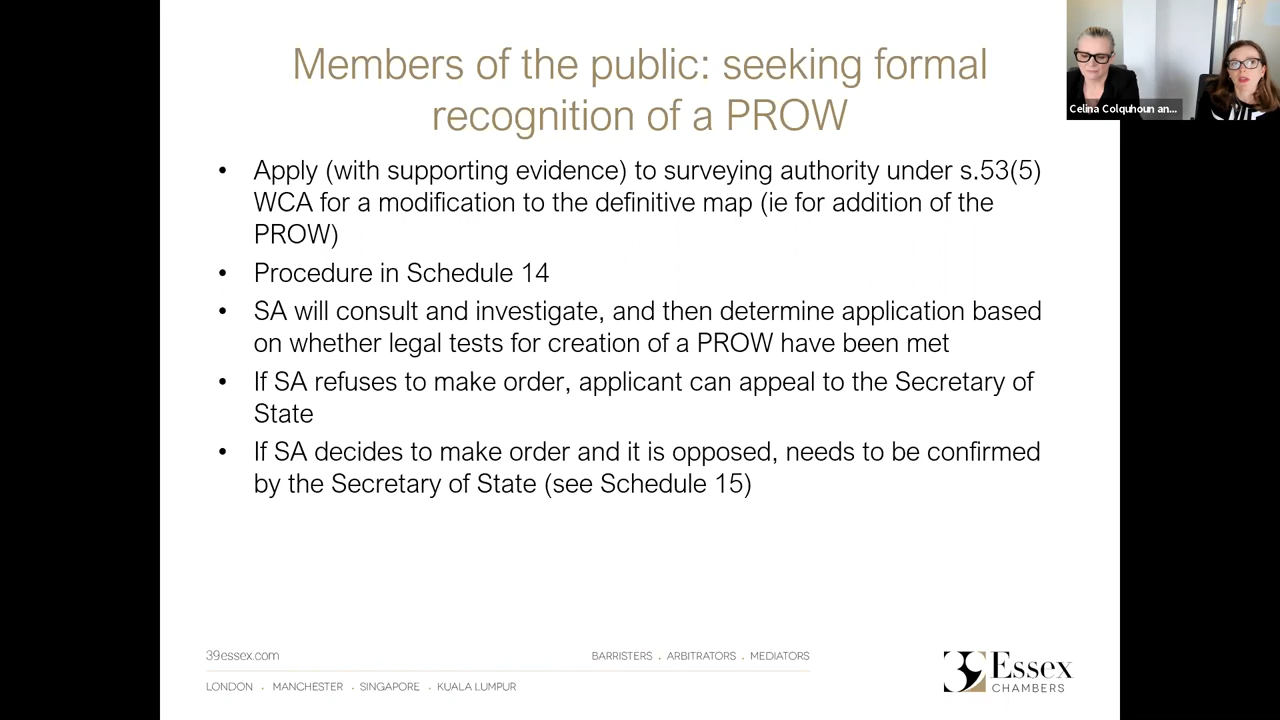 Members of the public: seeking formal
recognition of a PROW
Celina Colquhoun an...
• Apply (with supporting evidence) to surveying authority under s.53(5)
WCA for a modification to the definitive map (ie for addition of the
PROW)
• Procedure in Schedule 14
• SA will consult and investigate, and then determine application based
on whether legal tests for creation of a PROW have been met
• If SA refuses to make order, applicant can appeal to the Secretary of
State
• If SA decides to make order and it is opposed, needs to be confirmed
by the Secretary of State (see Schedule 15)
39essex.com
BARRISTERS . ARBITRATORS . MEDIATORS
LONDON . MANCHESTER . SINGAPORE . KUALA LUMPUR
39 Essex
CHAMBERS